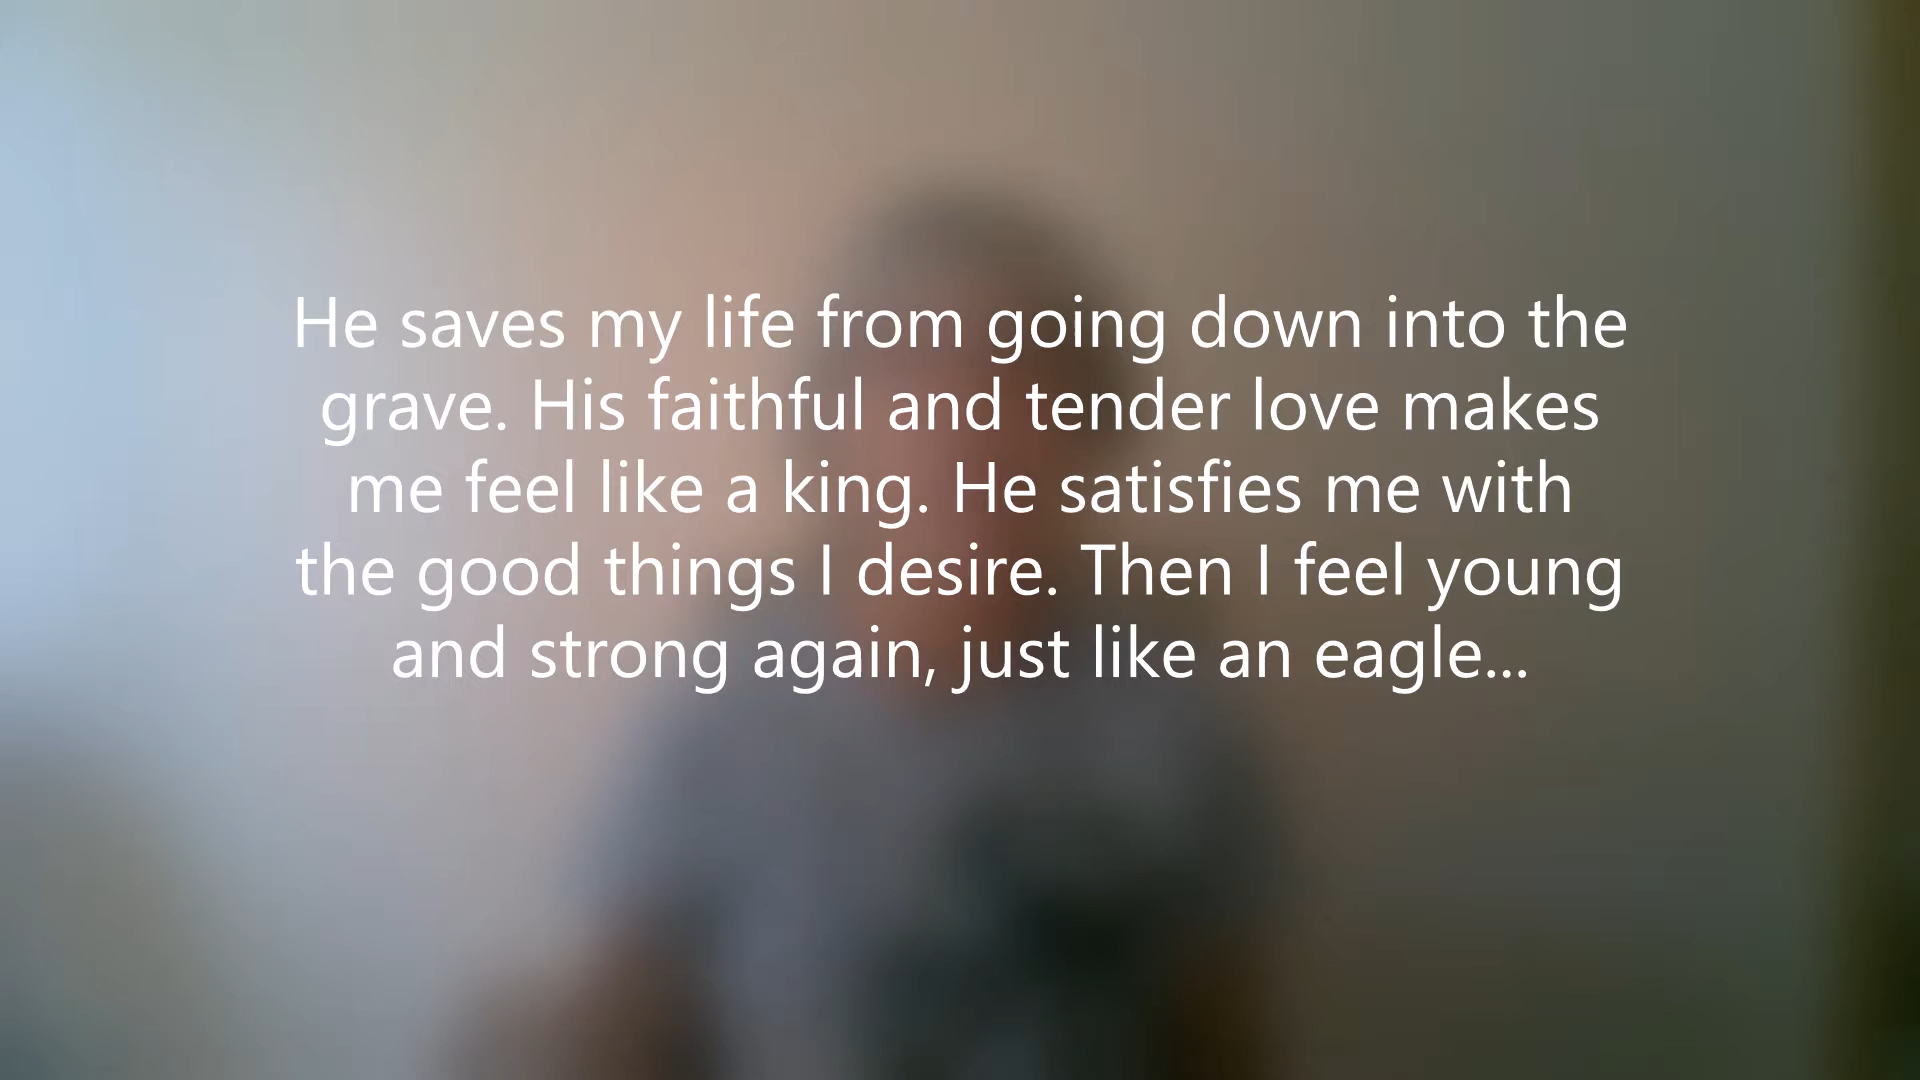 He saves my life from going down into the
grave. His faithful and tender love makes
me feel like a king. He satisfies me with
the good things I desire. Then I feel young
and strong again, just like an eagle...